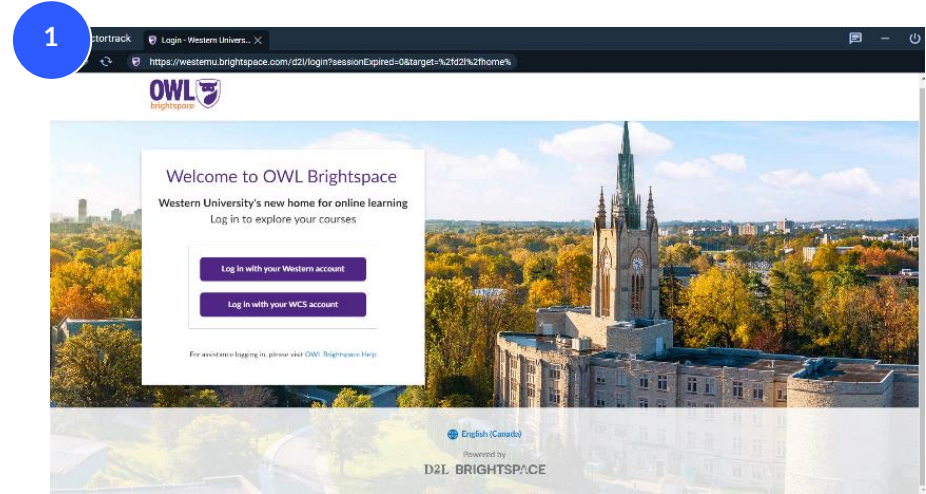 1
ctortrack
Login - Western Univers...
https://westernu.brightspace.com/d2l/login?sessionExpired=0&target=%2fd2l%2fhome%
OWL
brightspace
Welcome to OWL Brightspace
Western University's new home for online learning
Log in to explore your courses
Log in with your Western account
Log in with your WCS account
For assistance logging in, please visit OWL Brightspace Help
English (Canada)
Powered by
D2L BRIGHTSPACE